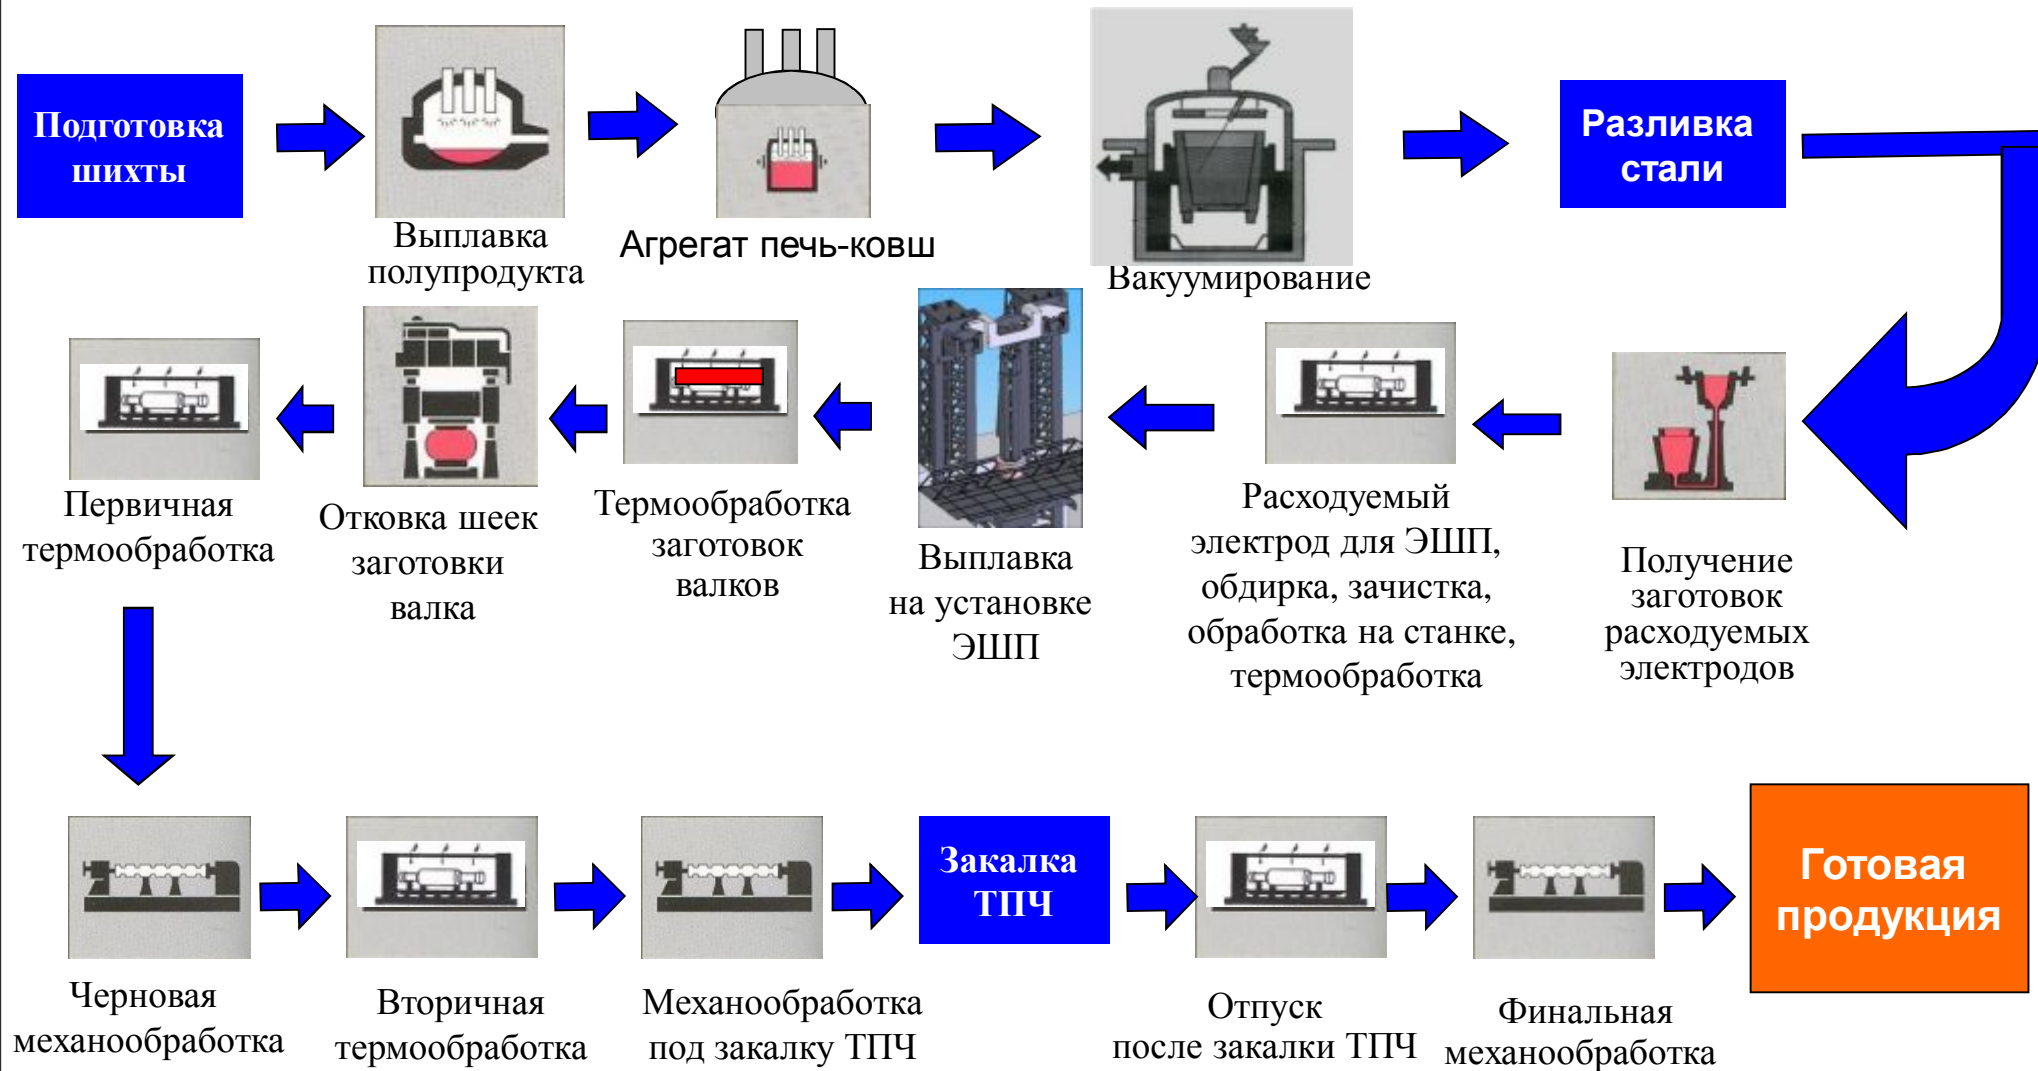 Подготовка
шихты
Выплавка
полупродукта
Агрегат печь-ковш
Вакуумирование
Разливка
стали
Получение
заготовок
расходуемых
электродов
Расходуемый
электрод для ЭШП,
обдирка, зачистка,
обработка на станке,
термообработка
Выплавка
на установке
ЭШП
Термообработка
заготовок
валков
Отковка шеек
заготовки
валка
Первичная
термообработка
Черновая
механообработка
Вторичная
термообработка
Механообработка
под закалку ТПЧ
Закалка
ТПЧ
Отпуск
после закалки ТПЧ
Финальная
механообработка
Готовая
продукция